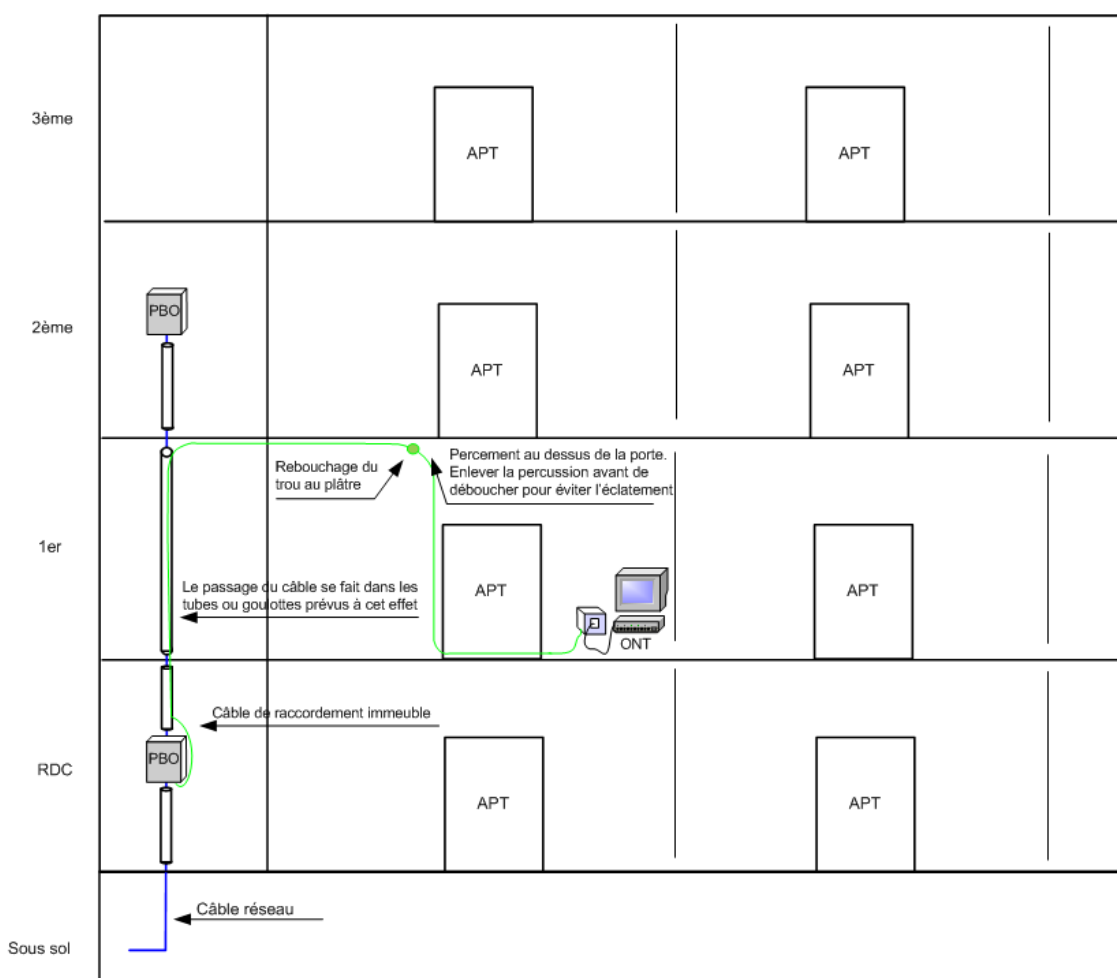 3ème
APT
APT
2ème
PBO
APT
APT
Rebouchage du
trou au plâtre
Percement au dessus de la porte.
Enlever la percussion avant de
déboucher pour éviter l'éclatement
1er
Le passage du câble se fait dans les
tubes ou goulottes prévus à cet effet
APT
ONT
APT
Câble de raccordement immeuble
RDC
PBO
APT
APT
Câble réseau
Sous sol